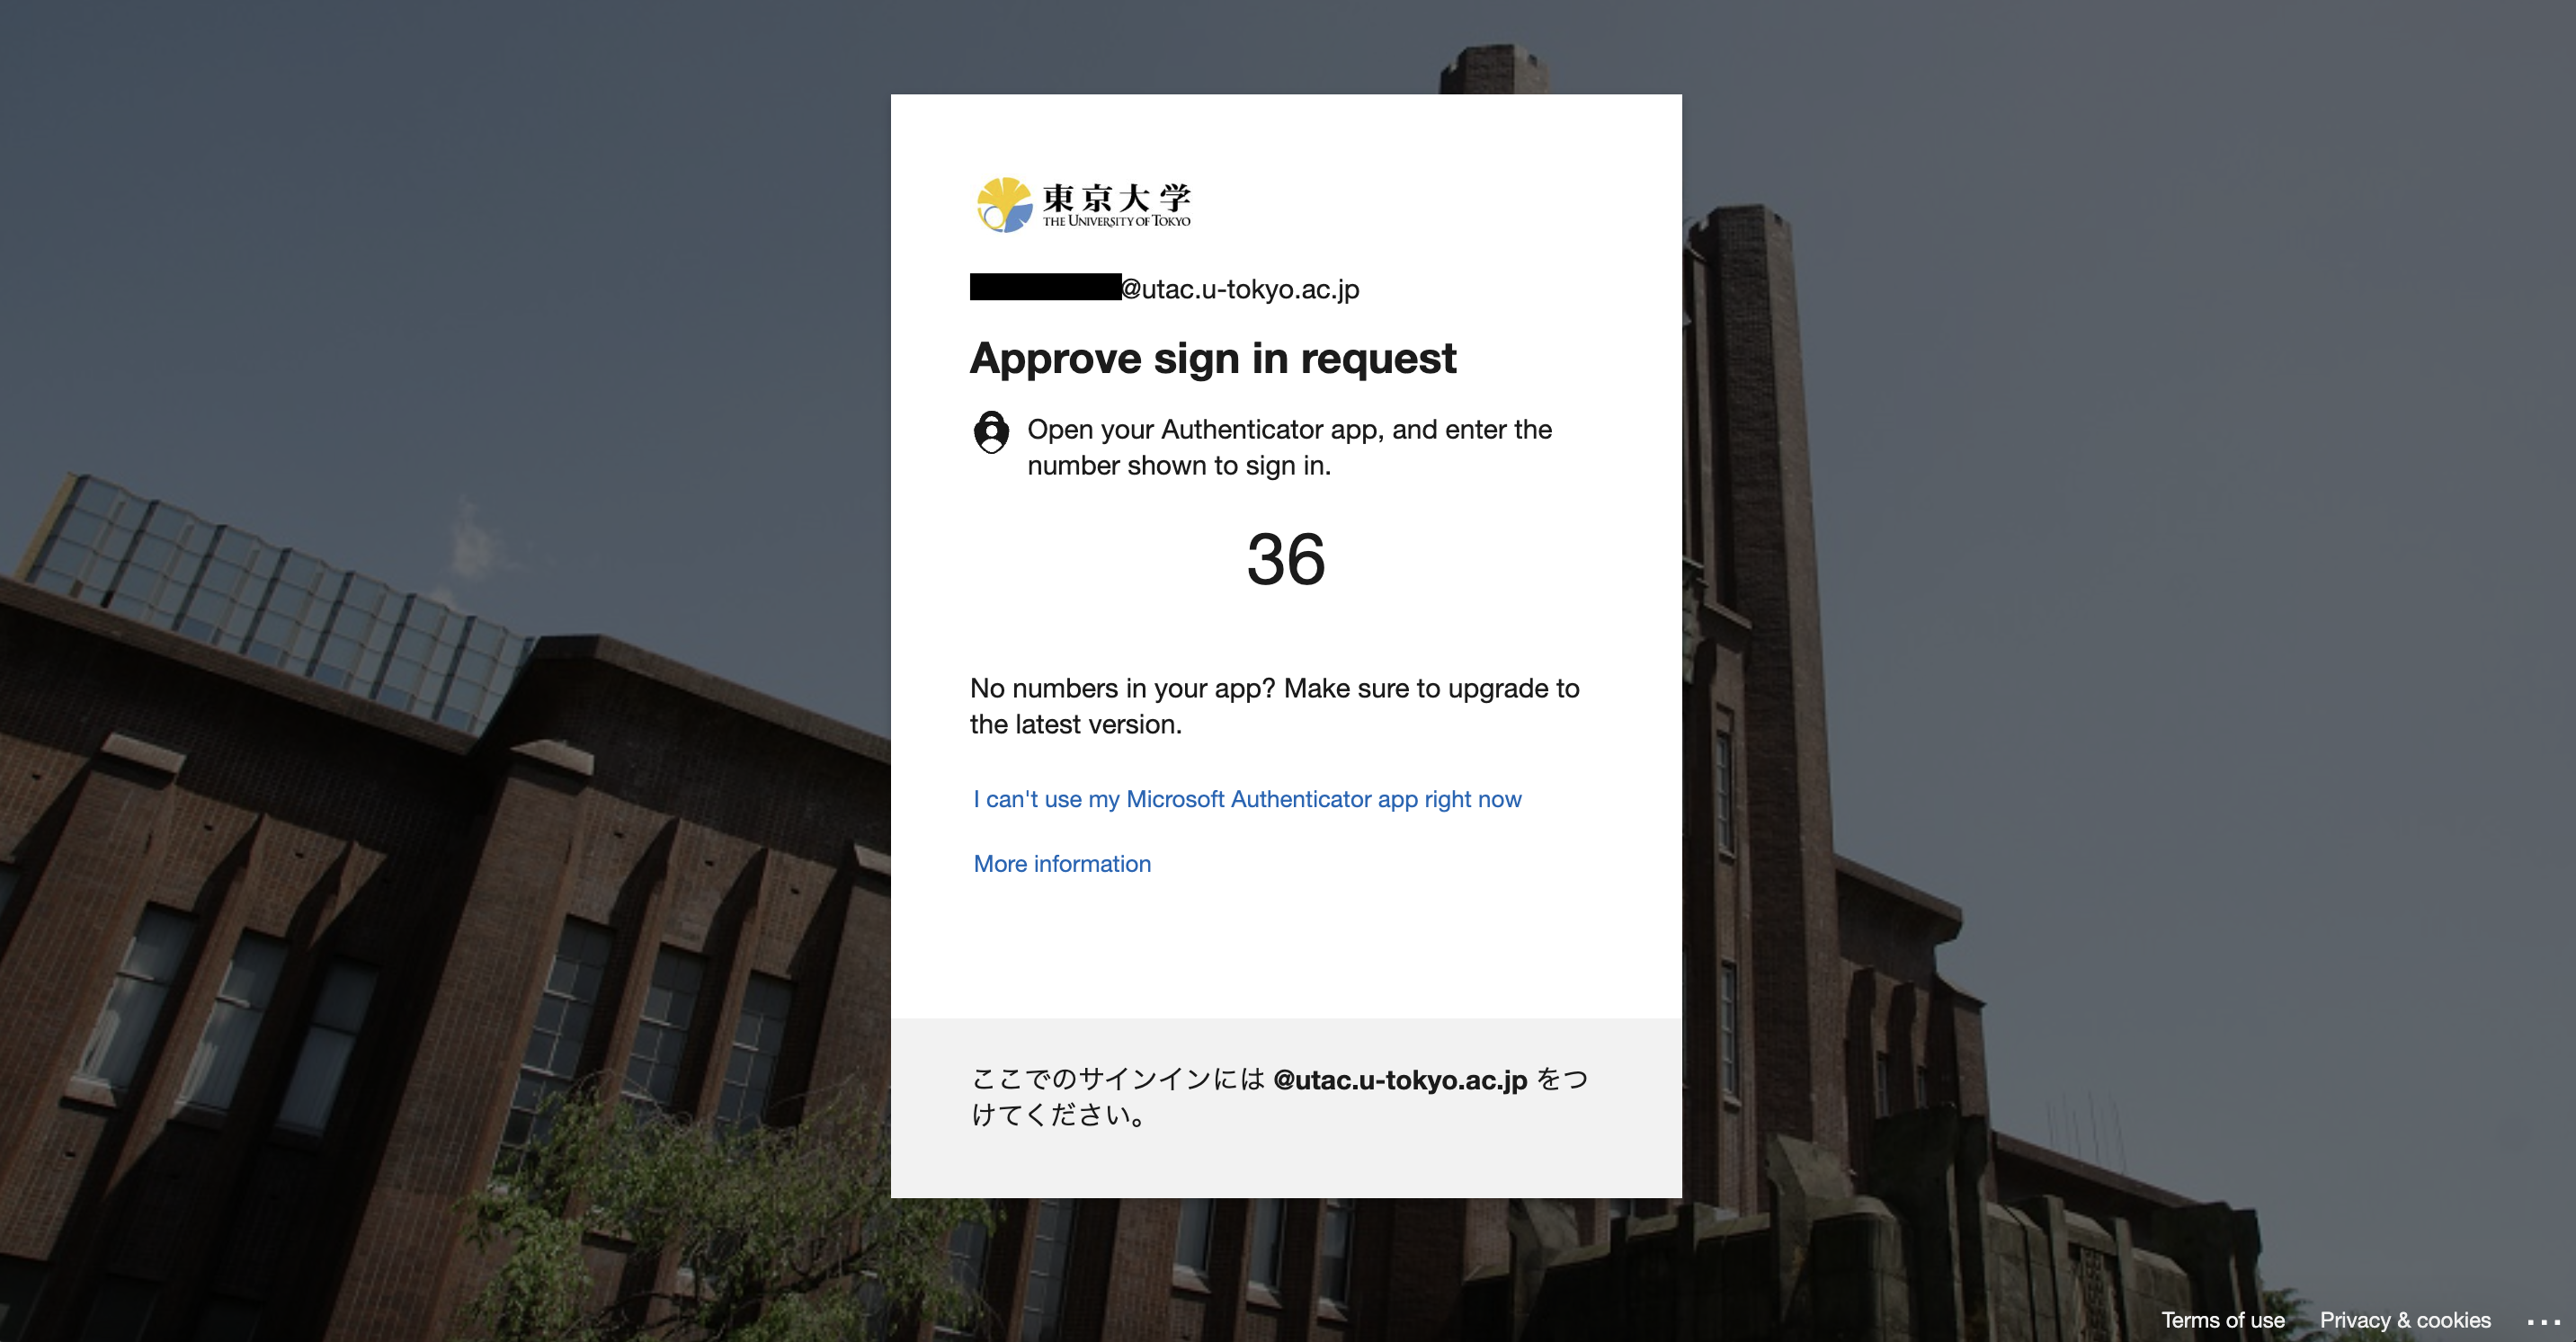 東京大学
THE UNIVERSITY OF TOKYO
@utac.u-tokyo.ac.jp
Approve sign in request
Open your Authenticator app, and enter the
number shown to sign in.
36
No numbers in your app? Make sure to upgrade to
the latest version.
I can't use my Microsoft Authenticator app right now
More information
ここでのサインインには @utac.u-tokyo.ac.jp をつ
けてください。
Terms of use Privacy & cookies ...